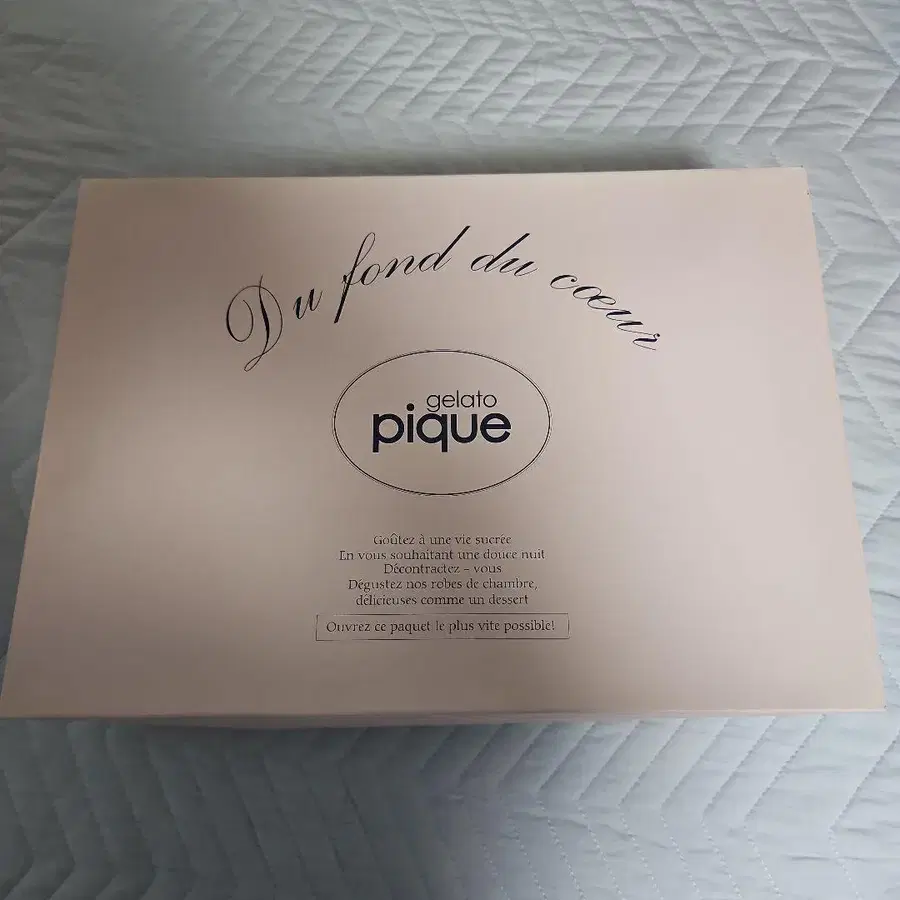 Du fond du cœur
gelato
pique
Goûtez à une vie sucrée
En vous souhaitant une douce nuit
Décontractez – vous
Dégustez nos robes de chambre,
délicieuses comme un dessert
Ouvrez ce paquet le plus vite possible!